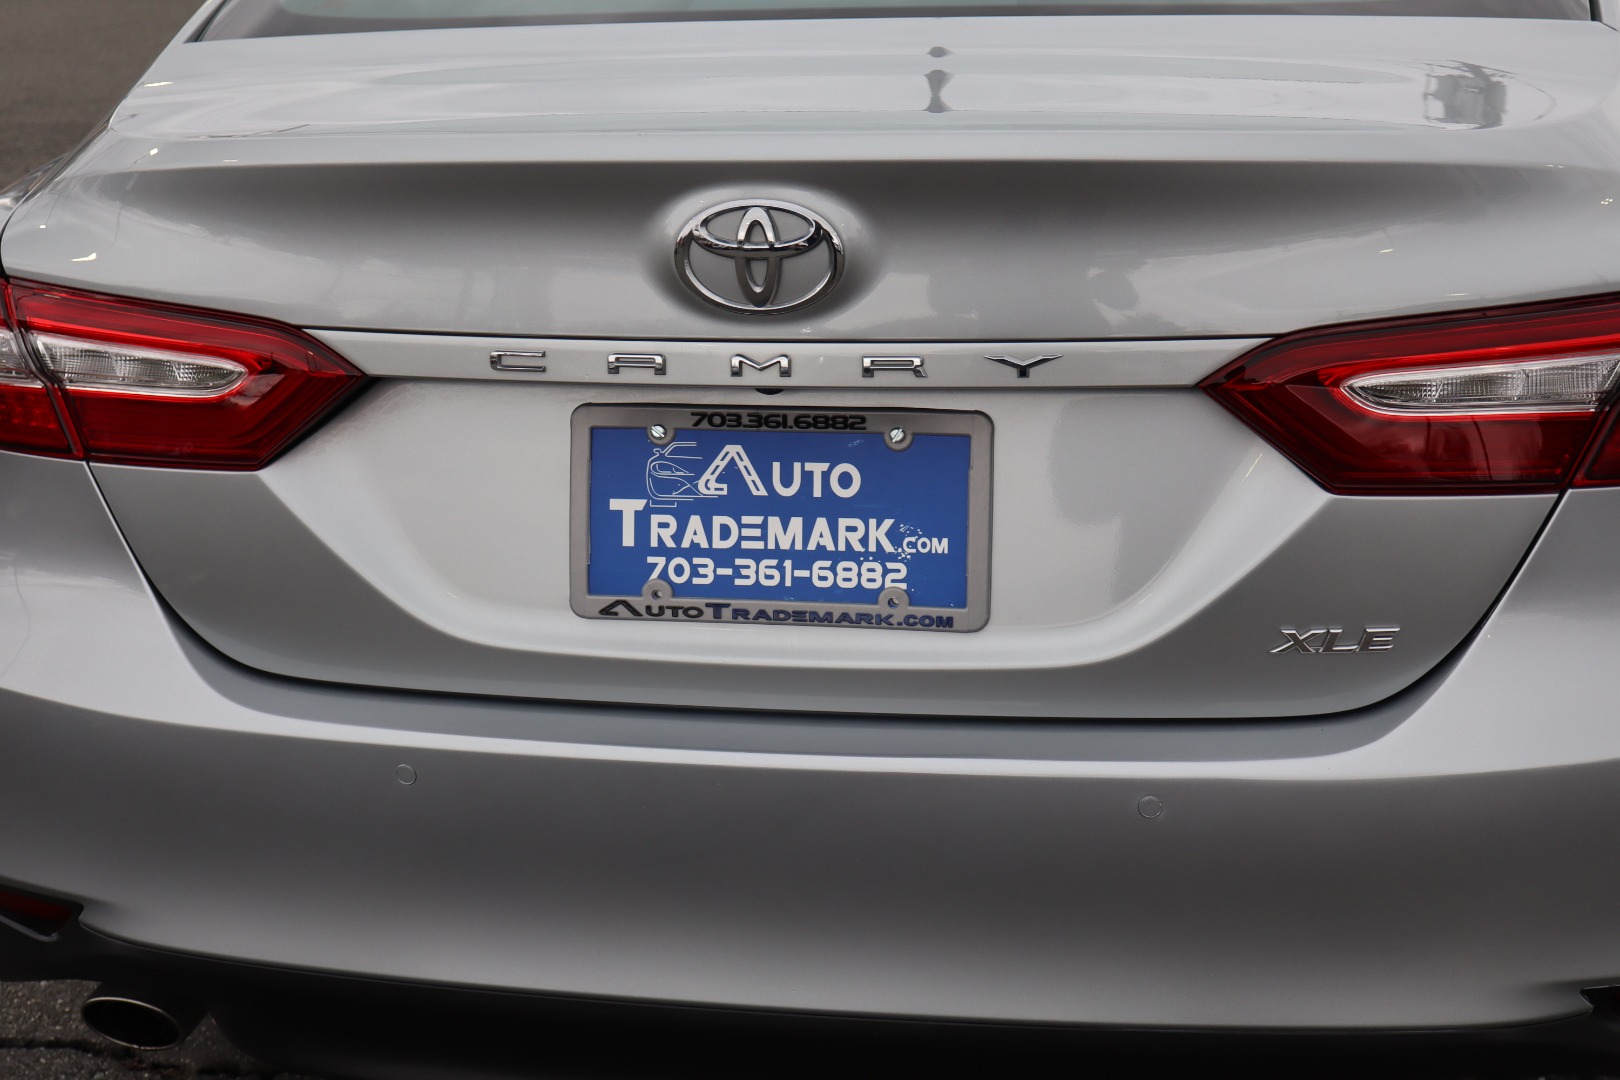 CAMRY
703.361.6882
AUTO
TRADEMARK.COM
703-361-6882
AUTOTRADEMARK.COM
XLE